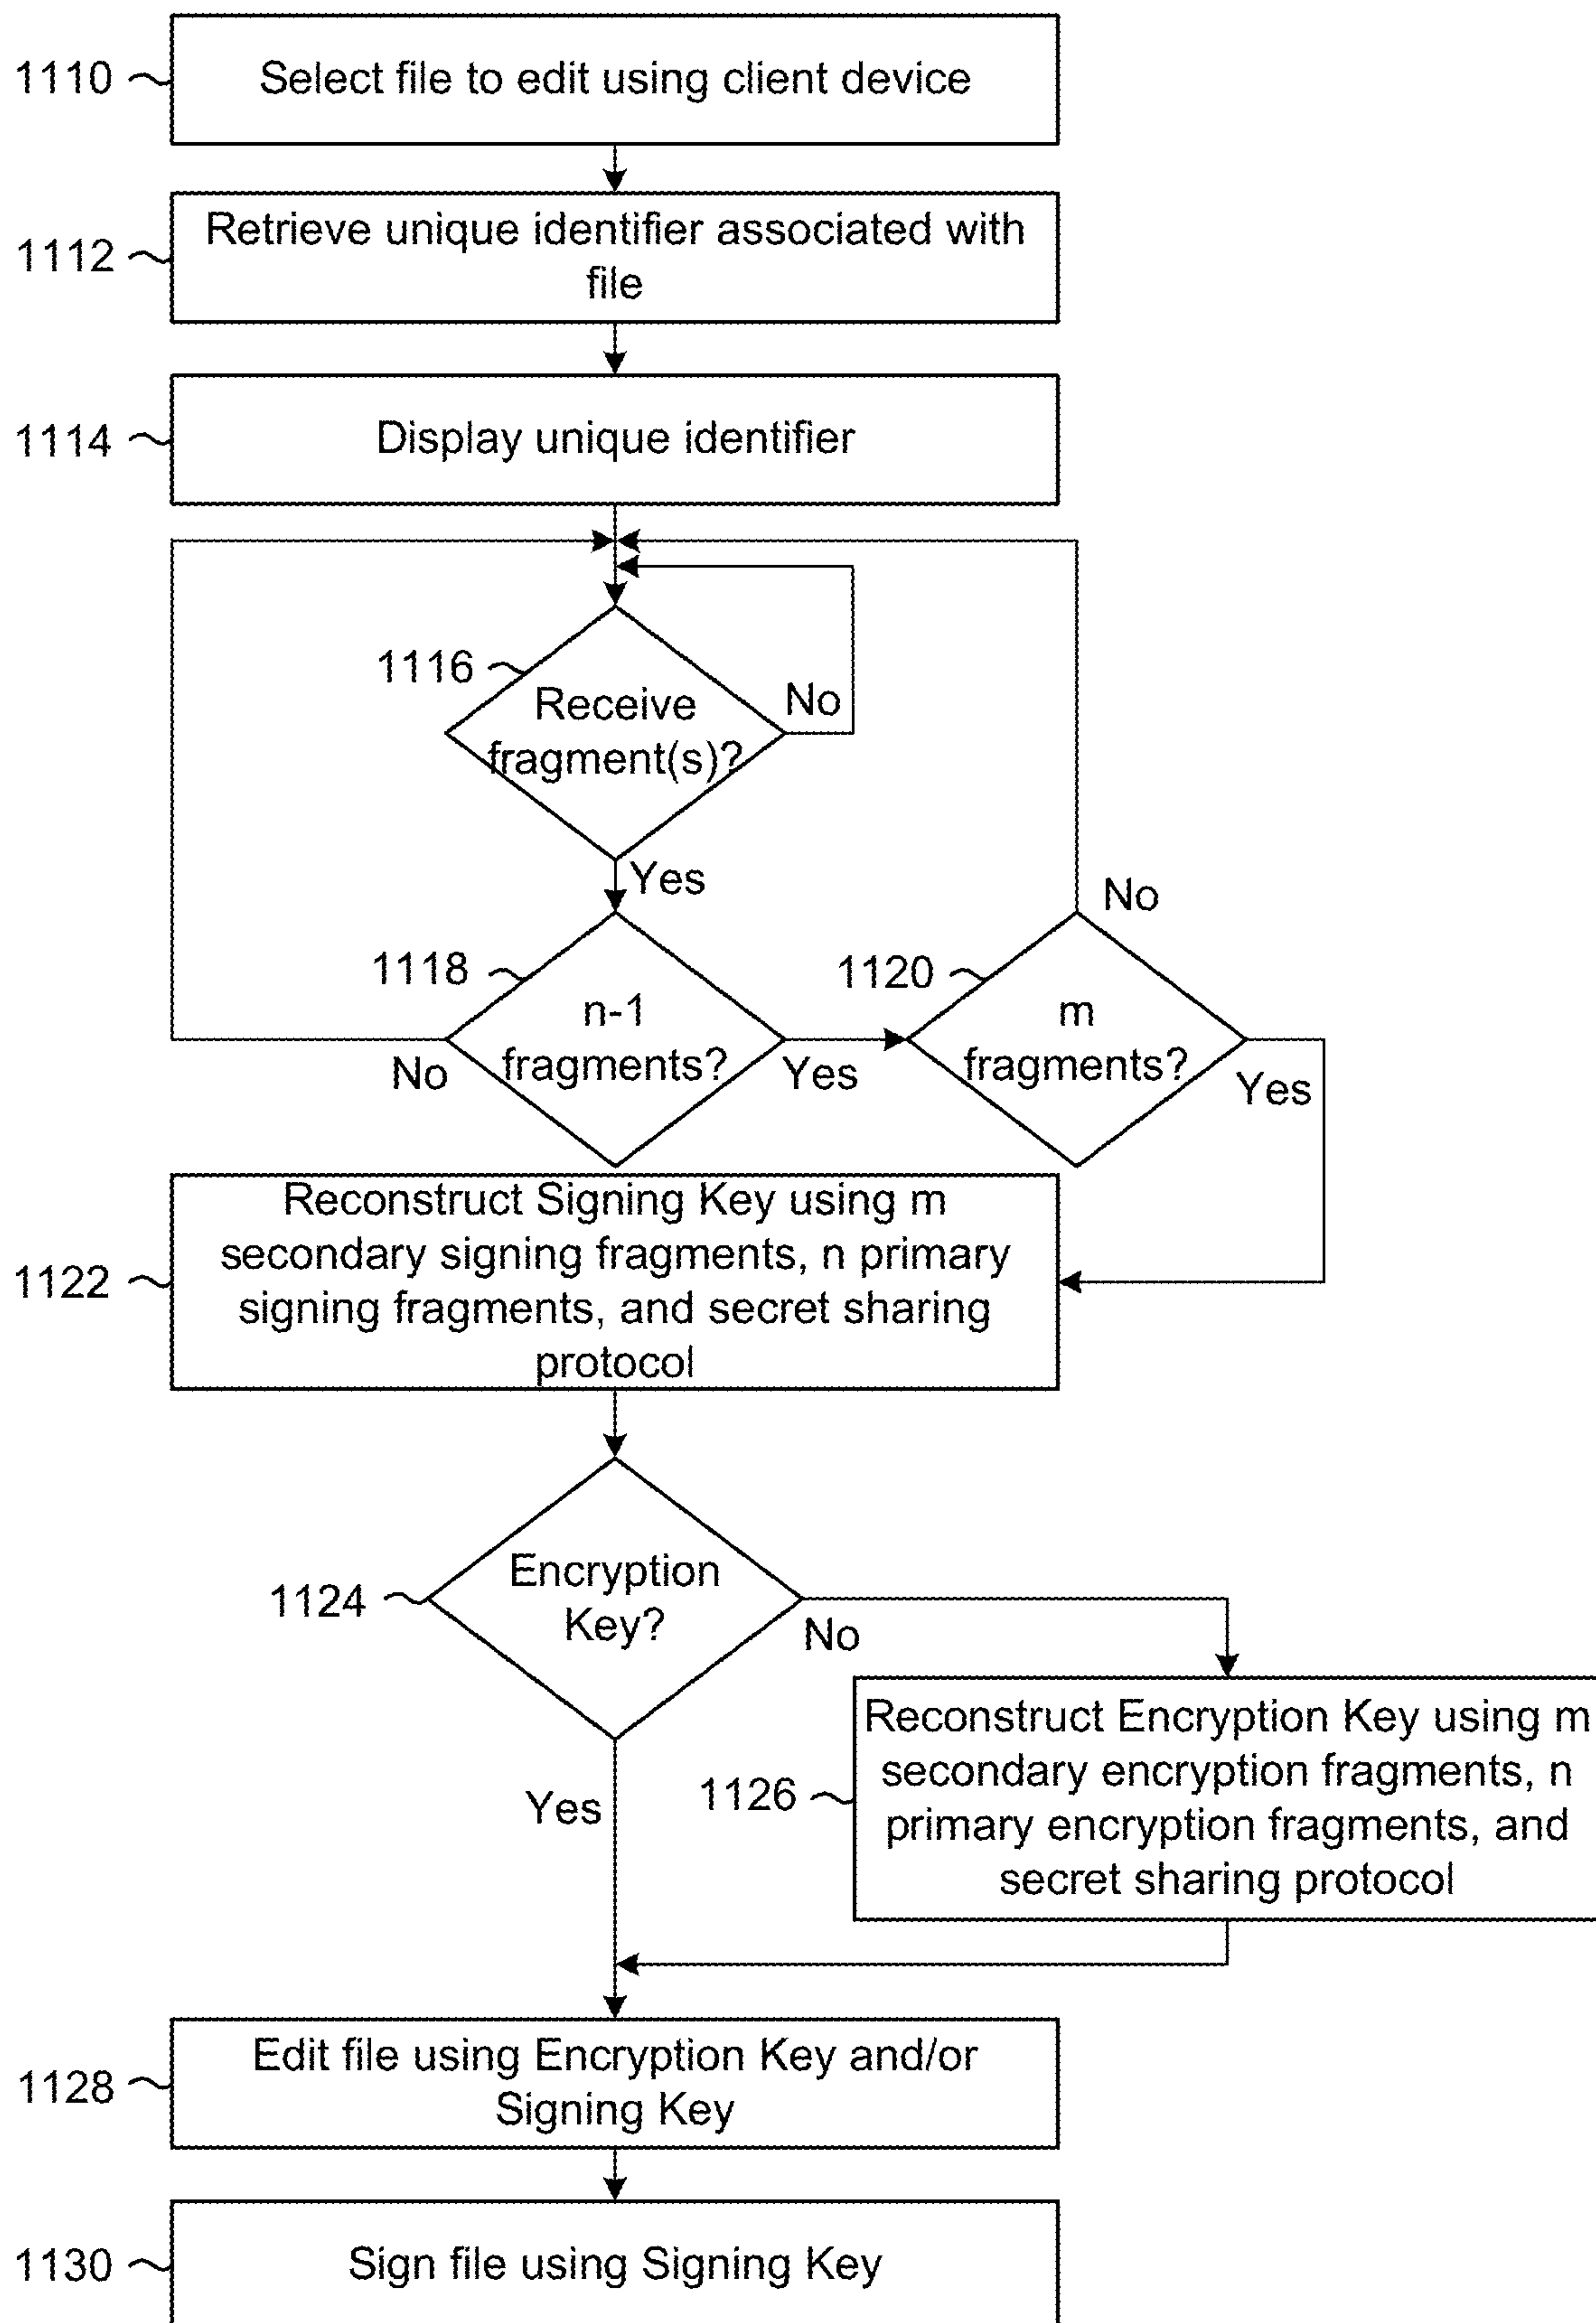 1110
Select file to edit using client device
1112
Retrieve unique identifier associated with
file
1114
Display unique identifier
1116
Receive
fragment(s)?
No
Yes
1118
n-1
fragments?
No
Yes
1120
m
fragments?
No
Yes
1122
Reconstruct Signing Key using m
secondary signing fragments, n primary
signing fragments, and secret sharing
protocol
1124
Encryption
Key?
No
Yes
1126
Reconstruct Encryption Key using m
secondary encryption fragments, n
primary encryption fragments, and
secret sharing protocol
1128
Edit file using Encryption Key and/or
Signing Key
1130
Sign file using Signing Key